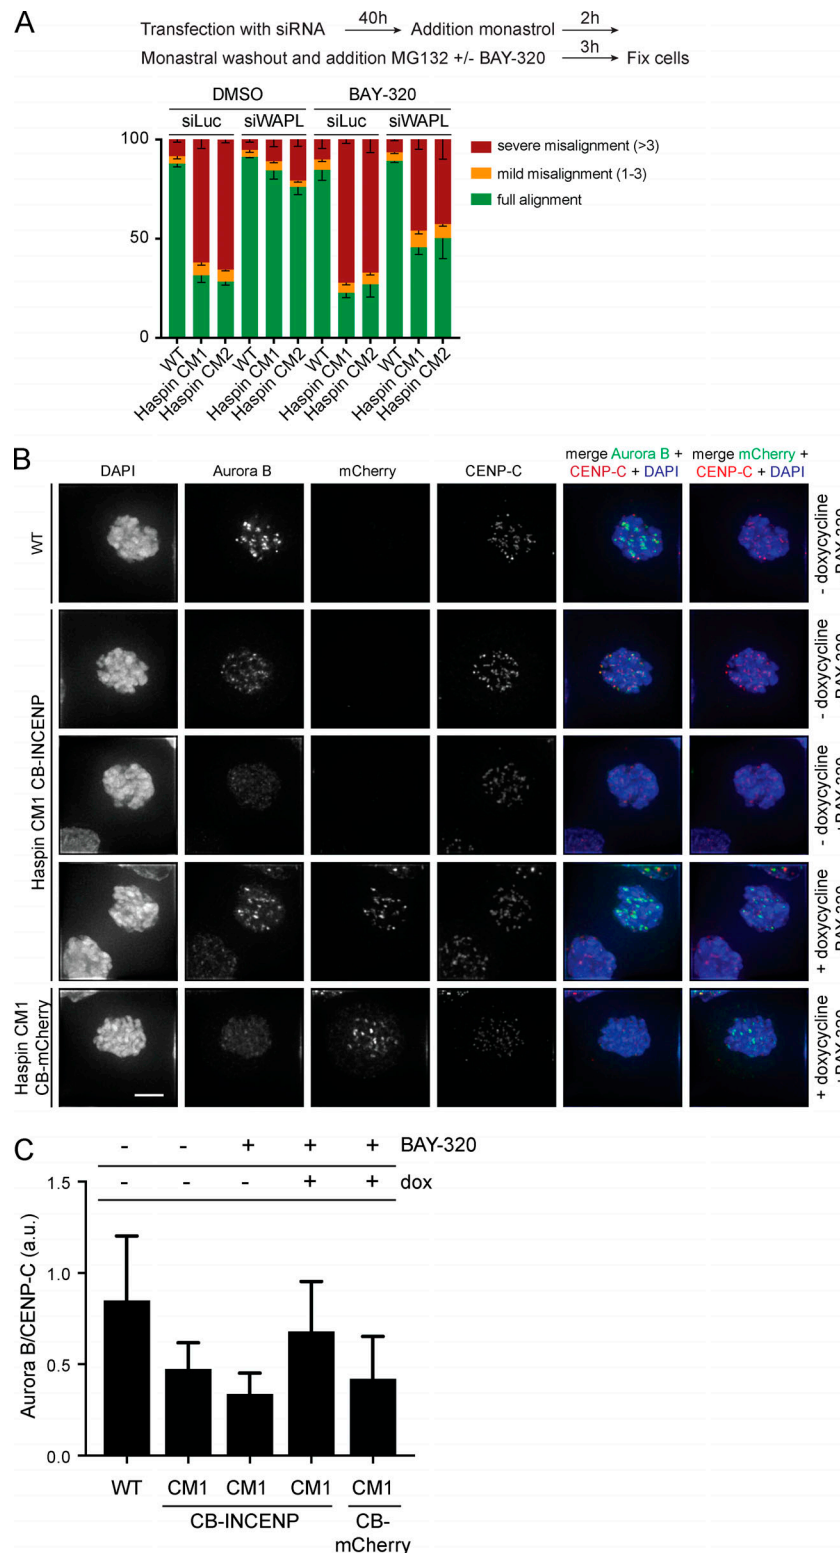 A
Transfection with siRNA 40h Addition monastrol 2h
Monastral washout and addition MG132 +/- BAY-320 3h Fix cells
DMSO BAY-320
siLuc siWAPL siLuc siWAPL
100
50
0
severe misalignment (>3)
mild misalignment (1-3)
full alignment
WT Haspin CM1 Haspin CM2 WT Haspin CM1 Haspin CM2 WT Haspin CM1 Haspin CM2 WT Haspin CM1 Haspin CM2
B
DAPI Aurora B mCherry CENP-C
merge Aurora B +
CENP-C + DAPI
merge mCherry +
CENP-C + DAPI
WT
Haspin CM1 CB-INCENP
Haspin CM1
CB-mCherry
- doxycycline
- doxycycline
- doxycycline
+ doxycycline
+ doxycycline
C
- - + + + BAY-320
- - - + + dox
Aurora B/CENP-C (a.u.)
1.5
1.0
0.5
0.0
WT CM1 CM1 CM1 CM1
CB-INCENP
CB-
mCherry